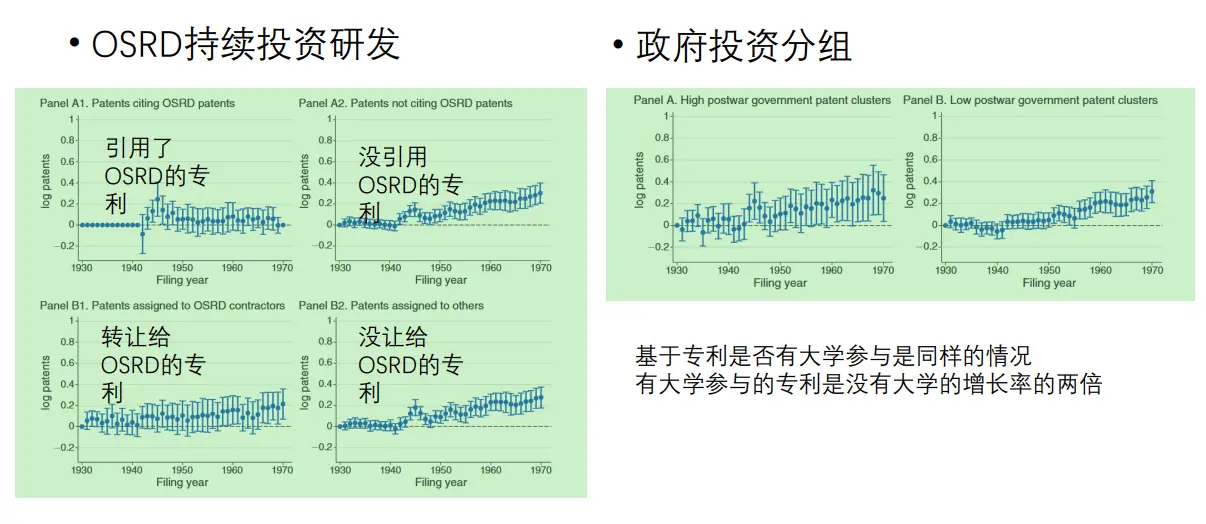 • OSRD持续投资研发
Panel A1. Patents citing OSRD patents
1
0.8
0.6
0.4
0.2
0
−0.2
log patents
引用了
OSRD的专
利
1930 1940 1950 1960 1970
Filing year
Panel A2. Patents not citing OSRD patents
1
0.8
0.6
0.4
0.2
0
−0.2
log patents
没引用
OSRD的专
利
1930 1940 1950 1960 1970
Filing year
Panel B1. Patents assigned to OSRD contractors
1
0.8
0.6
0.4
0.2
0
−0.2
log patents
转让给
OSRD的专
利
1930 1940 1950 1960 1970
Filing year
Panel B2. Patents assigned to others
1
0.8
0.6
0.4
0.2
0
−0.2
log patents
没让给
OSRD的专
利
1930 1940 1950 1960 1970
Filing year
• 政府投资分组
Panel A. High postwar government patent clusters
1
0.8
0.6
0.4
0.2
0
−0.2
log patents
1930 1940 1950 1960 1970
Filing year
Panel B. Low postwar government patent clusters
1
0.8
0.6
0.4
0.2
0
−0.2
log patents
1930 1940 1950 1960 1970
Filing year
基于专利是否有大学参与是同样的情况
有大学参与的专利是没有大学的增长率的两倍